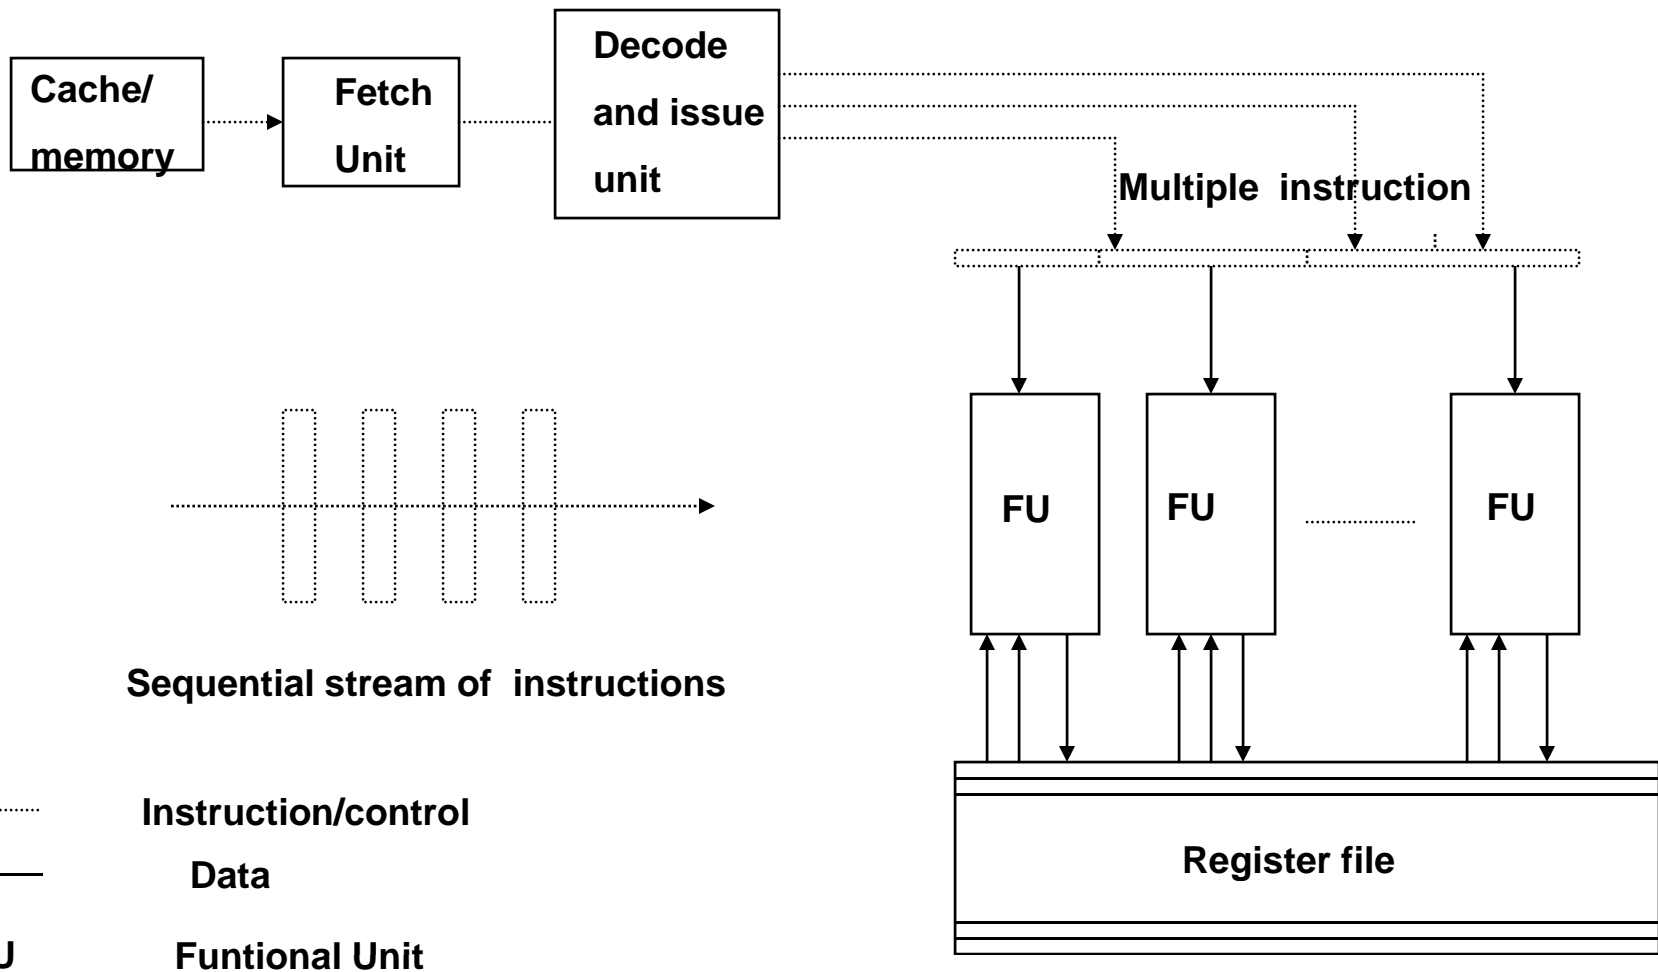 Cache/
memory
Fetch
Unit
Decode
and issue
unit
Multiple instruction
FU
FU
FU
Sequential stream of instructions
Instruction/control
Data
Register file
U
Funtional Unit